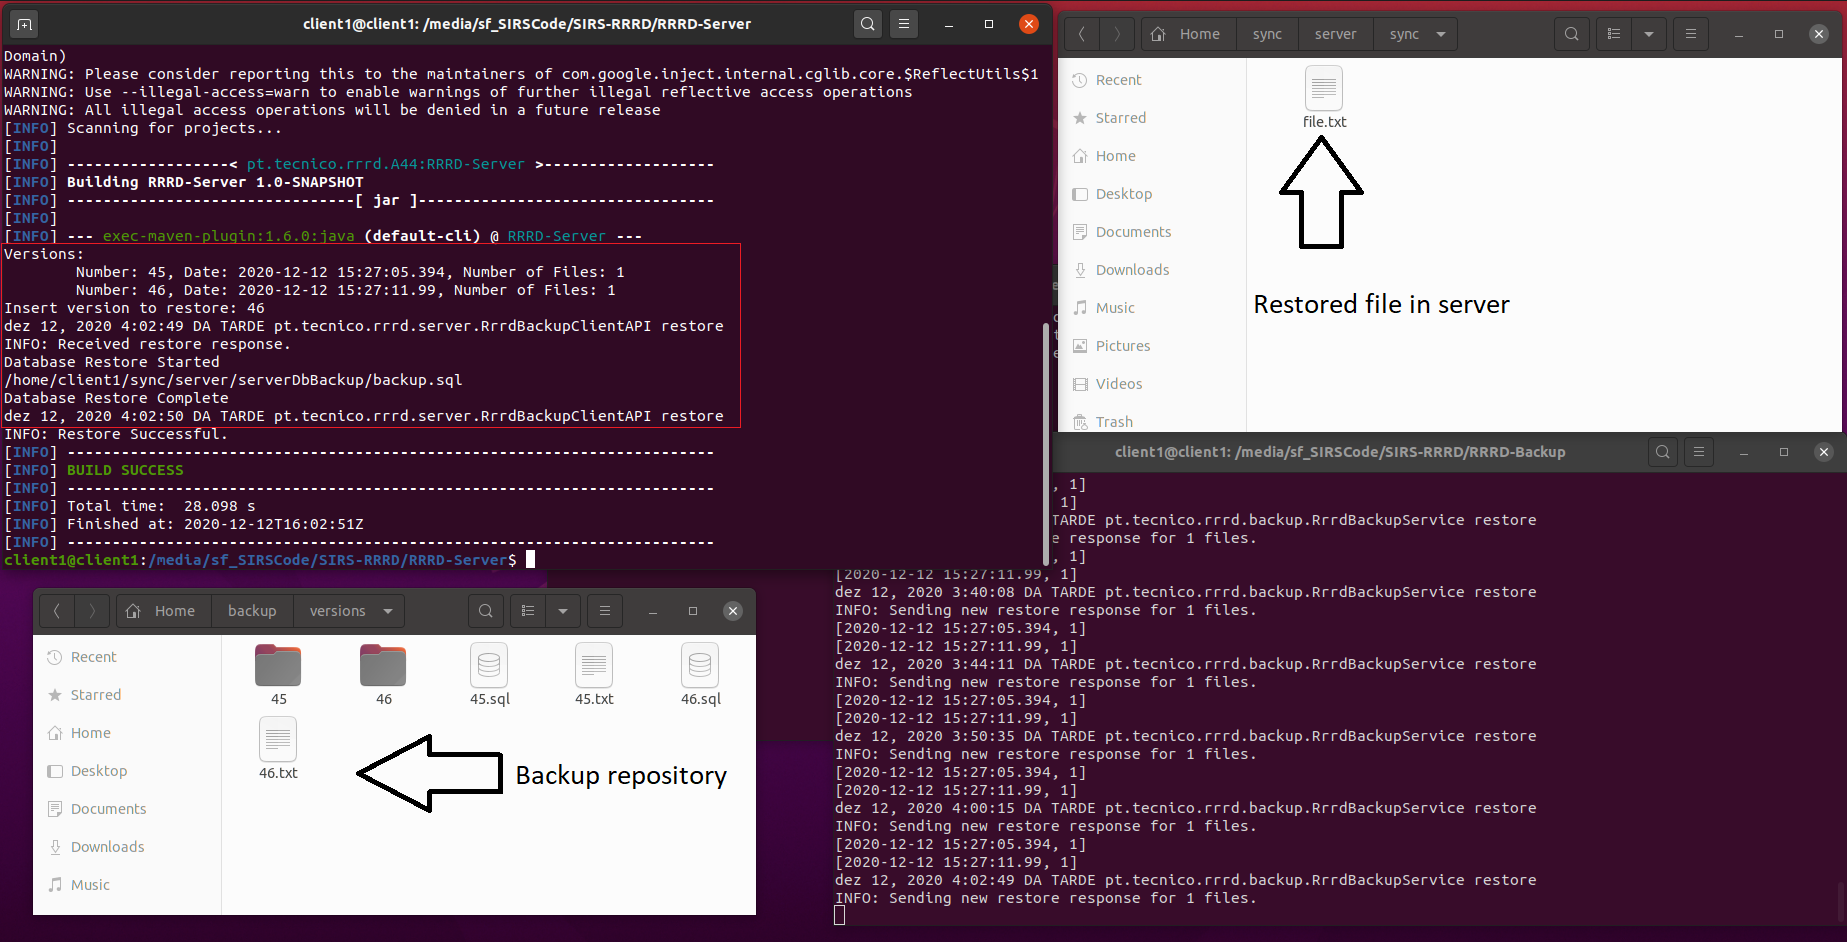 client1@client1: /media/sf_SIRSCode/SIRS-RRRD/RRRD-Server
Domain)
WARNING: Please consider reporting this to the maintainers of com.google.inject.internal.cglib.core.$ReflectUtils$1
WARNING: Use --illegal-access=warn to enable warnings of further illegal reflective access operations
WARNING: All illegal access operations will be denied in a future release
[INFO] Scanning for projects...
[INFO]
[INFO] ------------------< pt.tecnico.rrrd.A44:RRRD-Server >-------------------
[INFO] Building RRRD-Server 1.0-SNAPSHOT
[INFO] --------------------------------[ jar ]---------------------------------
[INFO]
[INFO] --- exec-maven-plugin:1.6.0:java (default-cli) @ RRRD-Server ---
Versions:
Number: 45, Date: 2020-12-12 15:27:05.394, Number of Files: 1
Number: 46, Date: 2020-12-12 15:27:11.99, Number of Files: 1
Insert version to restore: 46
dez 12, 2020 4:02:49 DA TARDE pt.tecnico.rrrd.server.RrrdBackupClientAPI restore
INFO: Received restore response.
Database Restore Started
/home/client1/sync/server/serverDbBackup/backup.sql
Database Restore Complete
dez 12, 2020 4:02:50 DA TARDE pt.tecnico.rrrd.server.RrrdBackupClientAPI restore
INFO: Restore Successful.
[INFO] ------------------------------------------------------------------------
[INFO] BUILD SUCCESS
[INFO] ------------------------------------------------------------------------
[INFO] Total time:  28.098 s
[INFO] Finished at: 2020-12-12T16:02:51Z
[INFO] ------------------------------------------------------------------------
client1@client1:/media/sf_SIRSCode/SIRS-RRRD/RRRD-Server$
Home sync server sync
Recent
Starred
Home
Desktop
Documents
Downloads
Music
Pictures
Videos
Trash
file.txt
Restored file in server
client1@client1: /media/sf_SIRSCode/SIRS-RRRD/RRRD-Backup
, 1]
1]
TARDE pt.tecnico.rrrd.backup.RrrdBackupService restore
e response for 1 files.
, 1]
[2020-12-12 15:27:11.99, 1]
dez 12, 2020 3:40:08 DA TARDE pt.tecnico.rrrd.backup.RrrdBackupService restore
INFO: Sending new restore response for 1 files.
[2020-12-12 15:27:05.394, 1]
[2020-12-12 15:27:11.99, 1]
dez 12, 2020 3:44:11 DA TARDE pt.tecnico.rrrd.backup.RrrdBackupService restore
INFO: Sending new restore response for 1 files.
[2020-12-12 15:27:05.394, 1]
[2020-12-12 15:27:11.99, 1]
dez 12, 2020 3:50:35 DA TARDE pt.tecnico.rrrd.backup.RrrdBackupService restore
INFO: Sending new restore response for 1 files.
[2020-12-12 15:27:05.394, 1]
[2020-12-12 15:27:11.99, 1]
dez 12, 2020 4:00:15 DA TARDE pt.tecnico.rrrd.backup.RrrdBackupService restore
INFO: Sending new restore response for 1 files.
[2020-12-12 15:27:05.394, 1]
[2020-12-12 15:27:11.99, 1]
dez 12, 2020 4:02:49 DA TARDE pt.tecnico.rrrd.backup.RrrdBackupService restore
INFO: Sending new restore response for 1 files.
Home backup versions
Recent
Starred
Home
Desktop
Documents
Downloads
Music
45 46 45.sql 45.txt 46.sql
46.txt
Backup repository